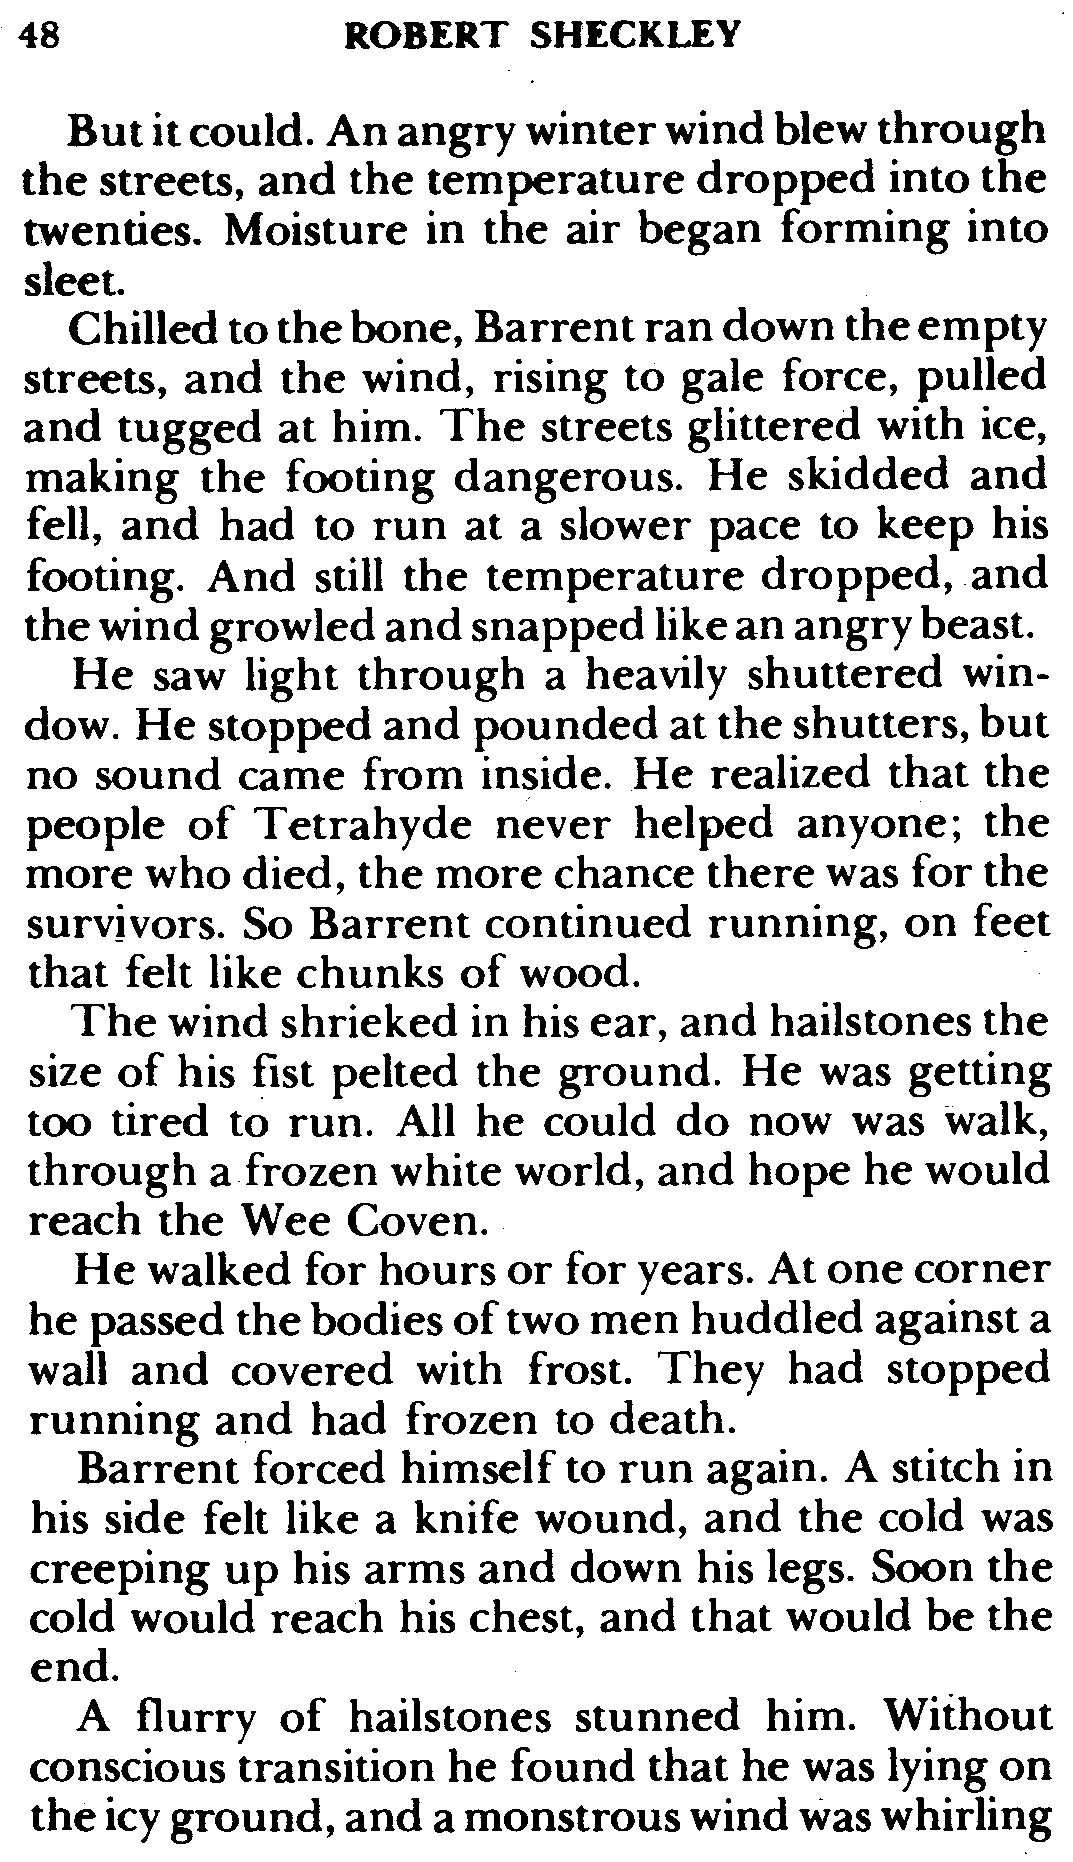 48 ROBERT SHECKLEY
But it could. An angry winter wind blew through
the streets, and the temperature dropped into the
twenties. Moisture in the air began forming into
sleet.
Chilled to the bone, Barrent ran down the empty
streets, and the wind, rising to gale force, pulled
and tugged at him. The streets glittered with ice,
making the footing dangerous. He skidded and
fell, and had to run at a slower pace to keep his
footing. And still the temperature dropped, and
the wind growled and snapped like an angry beast.
He saw light through a heavily shuttered win-
dow. He stopped and pounded at the shutters, but
no sound came from inside. He realized that the
people of Tetrahyde never helped anyone; the
more who died, the more chance there was for the
survivors. So Barrent continued running, on feet
that felt like chunks of wood.
The wind shrieked in his ear, and hailstones the
size of his fist pelted the ground. He was getting
too tired to run. All he could do now was walk,
through a frozen white world, and hope he would
reach the Wee Coven.
He walked for hours or for years. At one corner
he passed the bodies of two men huddled against a
wall and covered with frost. They had stopped
running and had frozen to death.
Barrent forced himself to run again. A stitch in
his side felt like a knife wound, and the cold was
creeping up his arms and down his legs. Soon the
cold would reach his chest, and that would be the
end.
A flurry of hailstones stunned him. Without
conscious transition he found that he was lying on
the icy ground, and a monstrous wind was whirling